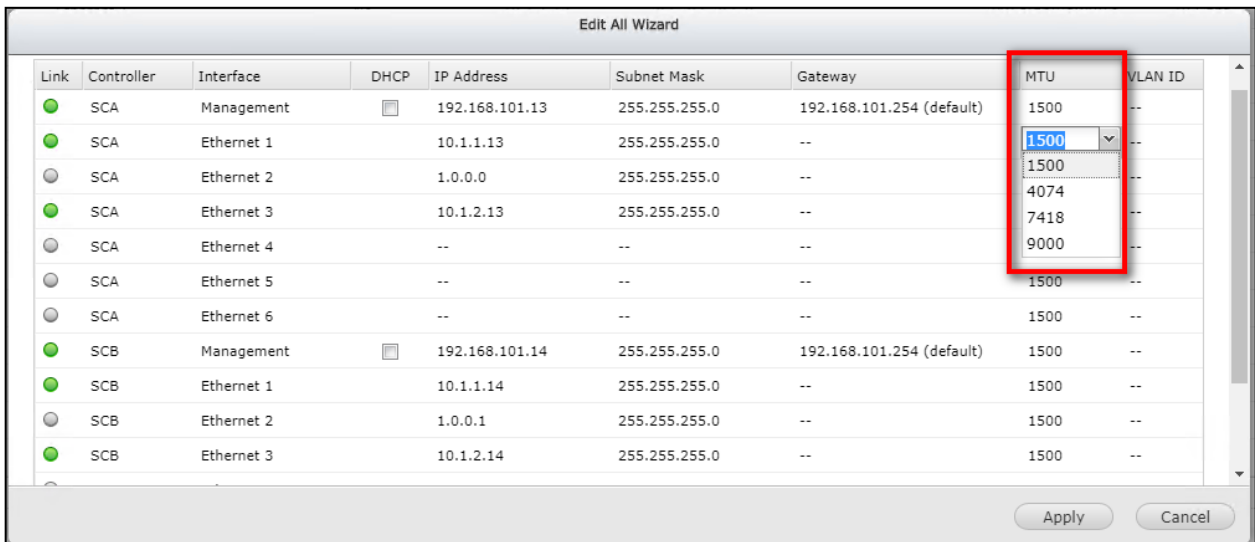 Edit All Wizard
Link Controller Interface DHCP IP Address Subnet Mask Gateway MTU VLAN ID
SCA Management 192.168.101.13 255.255.255.0 192.168.101.254 (default) 1500 --
SCA Ethernet 1 10.1.1.13 255.255.255.0 -- 1500 --
1500
SCA Ethernet 2 1.0.0.0 255.255.255.0 -- --
4074
SCA Ethernet 3 10.1.2.13 255.255.255.0 -- 7418 --
SCA Ethernet 4 -- -- -- 9000 --
SCA Ethernet 5 -- -- -- 1500 --
SCA Ethernet 6 -- -- -- 1500 --
SCB Management 192.168.101.14 255.255.255.0 192.168.101.254 (default) 1500 --
SCB Ethernet 1 10.1.1.14 255.255.255.0 -- 1500 --
SCB Ethernet 2 1.0.0.1 255.255.255.0 -- 1500 --
SCB Ethernet 3 10.1.2.14 255.255.255.0 -- 1500 --
Apply Cancel